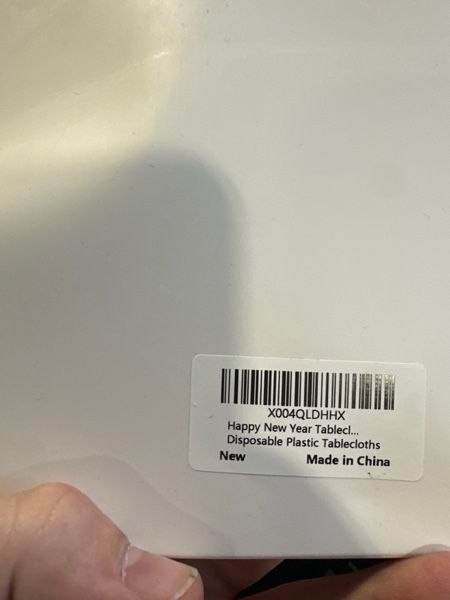 X004QLDHHX
Happy New Year Tablecl...
Disposable Plastic Tablecloths
New Made in China